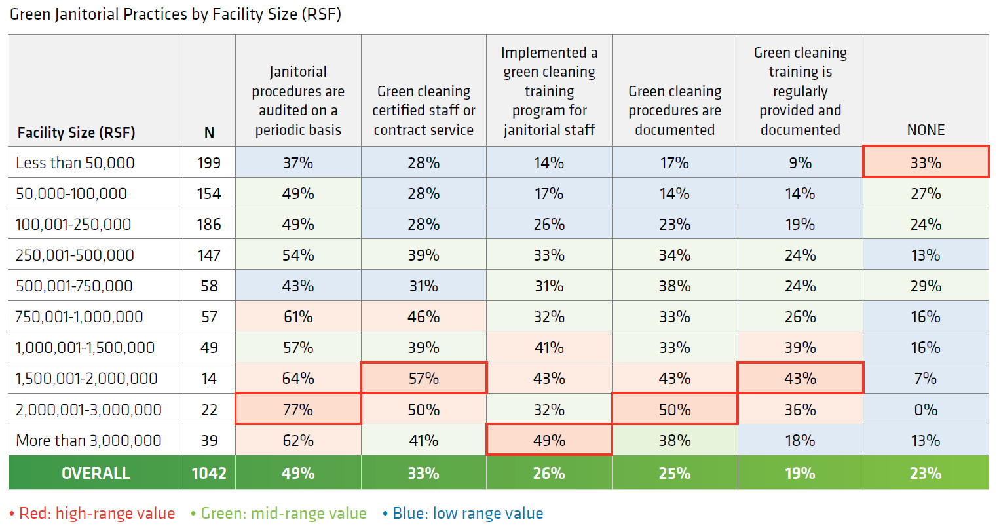 Green Janitorial Practices by Facility Size (RSF)
Facility Size (RSF) N Janitorial procedures are audited on a periodic basis Green cleaning certified staff or contract service Implemented a green cleaning training program for janitorial staff Green cleaning procedures are documented Green cleaning training is regularly provided and documented NONE
Less than 50,000 199 37% 28% 14% 17% 9% 33%
50,000-100,000 154 49% 28% 17% 14% 14% 27%
100,001-250,000 186 49% 28% 26% 23% 19% 24%
250,001-500,000 147 54% 39% 33% 34% 24% 13%
500,001-750,000 58 43% 31% 31% 38% 24% 29%
750,001-1,000,000 57 61% 46% 32% 33% 26% 16%
1,000,001-1,500,000 49 57% 39% 41% 33% 39% 16%
1,500,001-2,000,000 14 64% 57% 43% 43% 43% 7%
2,000,001-3,000,000 22 77% 50% 32% 50% 36% 0%
More than 3,000,000 39 62% 41% 49% 38% 18% 13%
OVERALL 1042 49% 33% 26% 25% 19% 23%
• Red: high-range value • Green: mid-range value • Blue: low range value